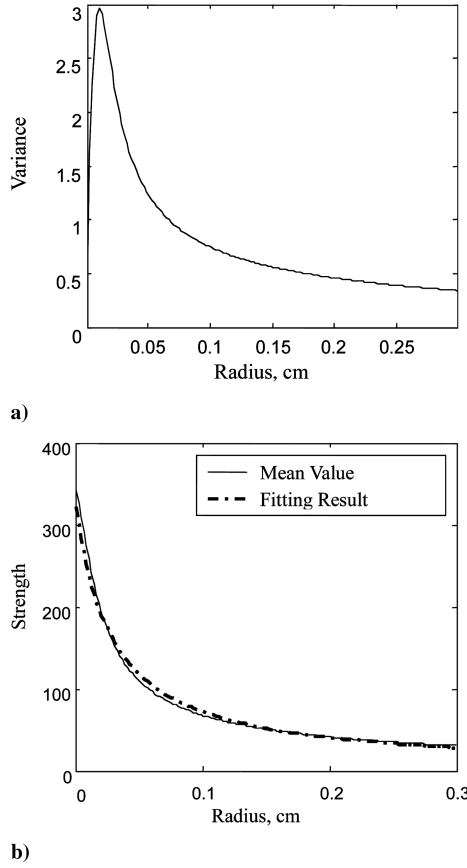 3
2.5
2
1.5
1
0.5
0
Variance
0.05 0.1 0.15 0.2 0.25
Radius, cm
a)
400
300
200
100
0
Strength
Mean Value
Fitting Result
0 0.1 0.2 0.3
Radius, cm
b)